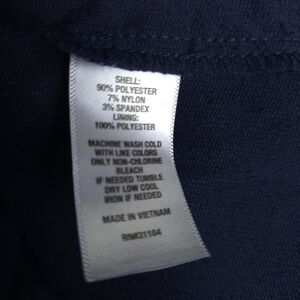 SHELL:
90% POLYESTER
7% NYLON
3% SPANDEX
LINING:
100% POLYESTER
MACHINE WASH COLD
WITH LIKE COLORS
ONLY NON-CHLORINE
BLEACH
IF NEEDED TUMBLE
DRY LOW COOL
IRON IF NEEDED
MADE IN VIETNAM
RN#31104